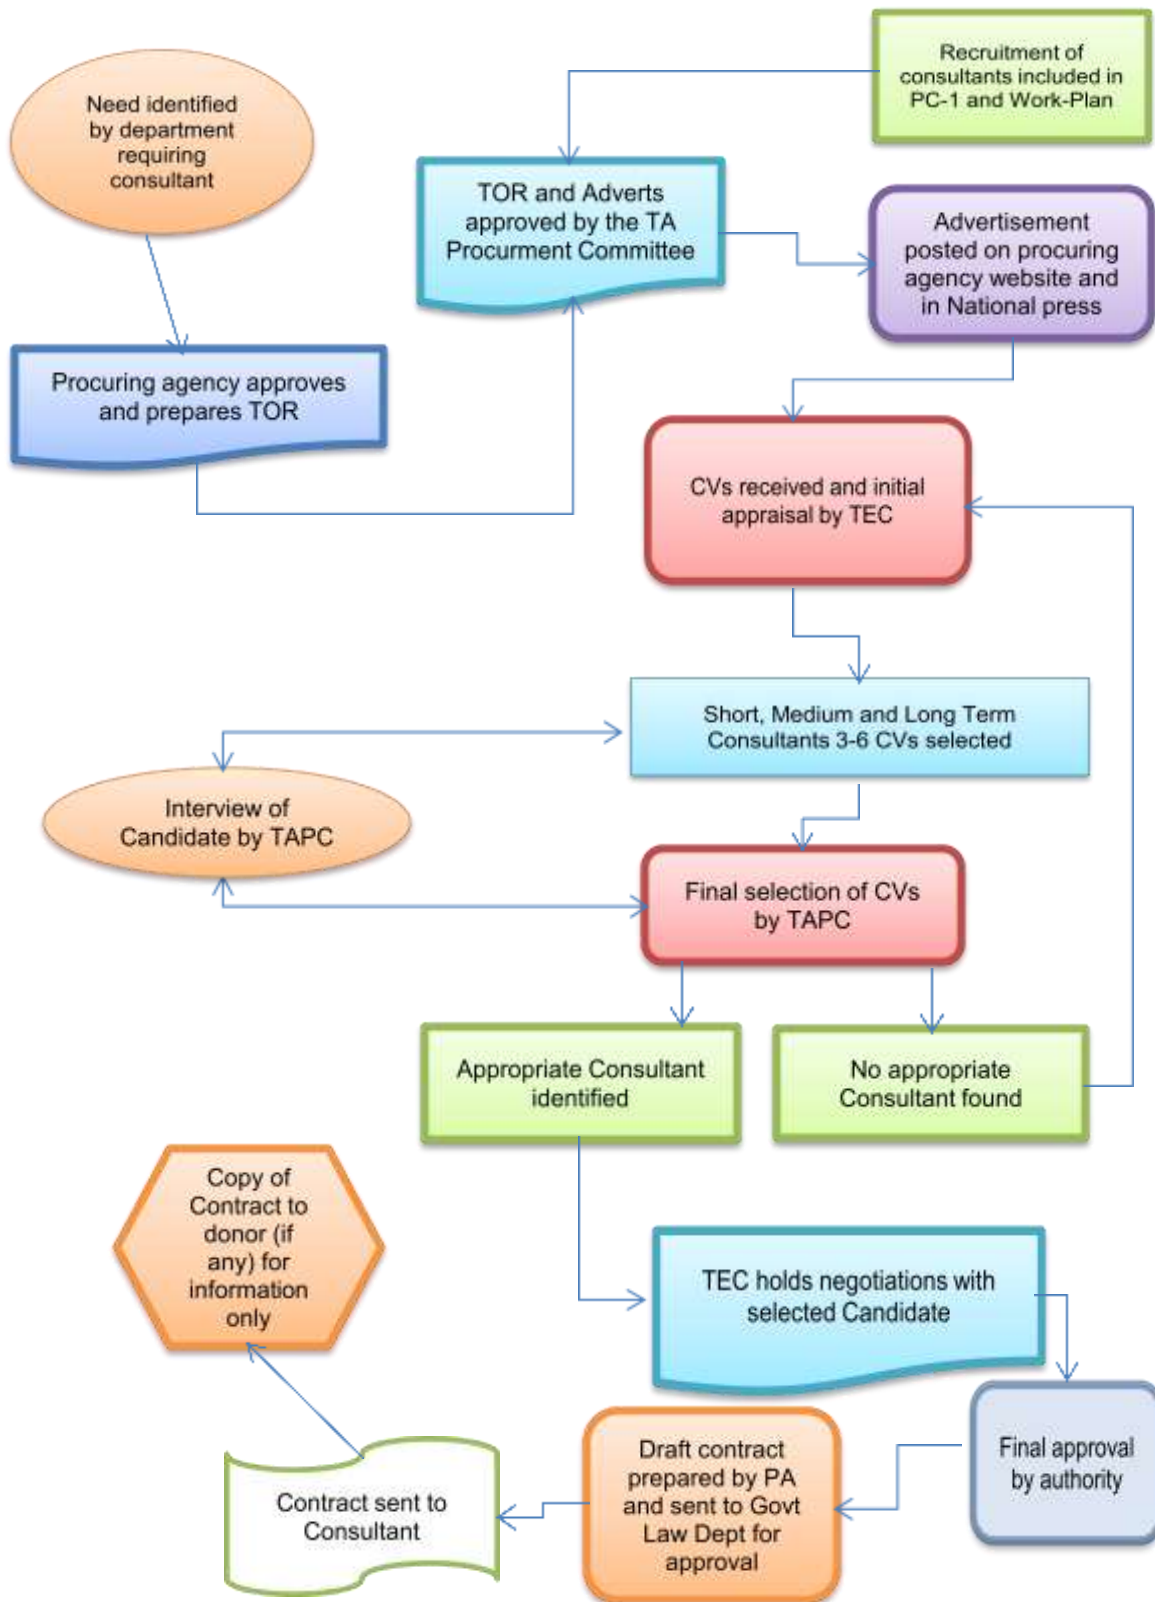 Need identified
by department
requiring
consultant
Recruitment of
consultants included in
PC-1 and Work-Plan
TOR and Adverts
approved by the TA
Procurment Committee
Advertisement
posted on procuring
agency website and
in National press
Procuring agency approves
and prepares TOR
CVs received and initial
appraisal by TEC
Short, Medium and Long Term
Consultants 3-6 CVs selected
Interview of
Candidate by TAPC
Final selection of CVs
by TAPC
Appropriate Consultant
identified
No appropriate
Consultant found
Copy of
Contract to
donor (if
any) for
information
only
TEC holds negotiations with
selected Candidate
Final approval
by authority
Draft contract
prepared by PA
and sent to Govt
Law Dept for
approval
Contract sent to
Consultant